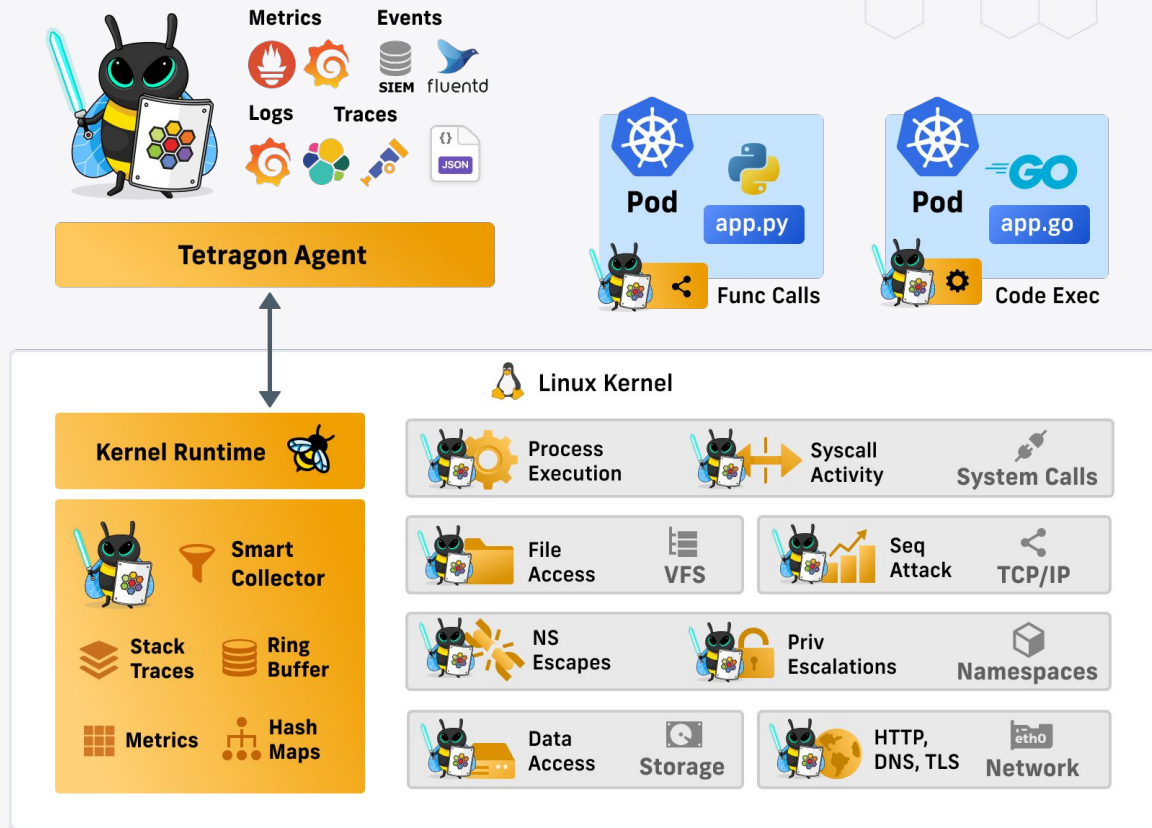 Metrics
Events
SIEM
fluentd
Logs
Traces
{}
JSON
Tetragon Agent
Pod
app.py
Func Calls
Pod
GO
app.go
Code Exec
Linux Kernel
Kernel Runtime
Smart
Collector
Stack
Traces
Ring
Buffer
Metrics
Hash
Maps
Process
Execution
Syscall
Activity
System Calls
File
Access
VFS
Seq
Attack
TCP/IP
NS
Escapes
Priv
Escalations
Namespaces
Data
Access
Storage
HTTP,
DNS, TLS
eth0
Network